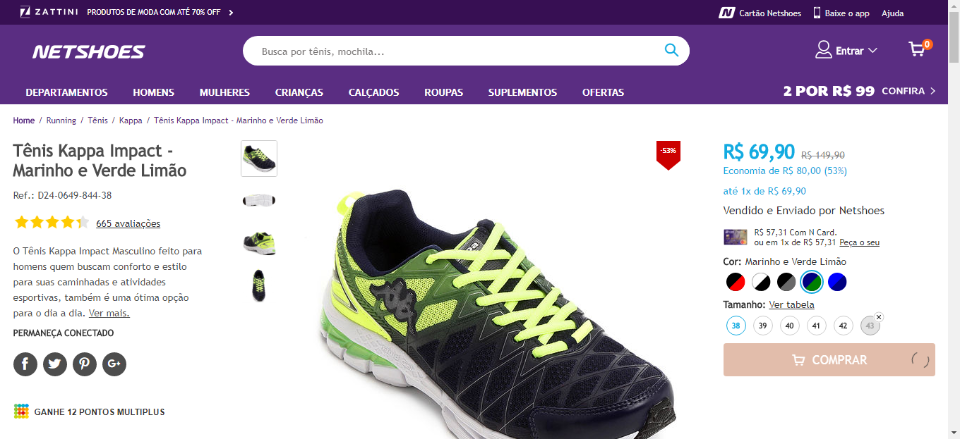 ZATTINI PRODUTOS DE MODA COM ATÉ 70% OFF
Cartão Netshoes Baixe o app Ajuda
NETSHOES
Busca por tênis, mochila...
Entrar
0
DEPARTAMENTOS HOMENS MULHERES CRIANÇAS CALÇADOS ROUPAS SUPLEMENTOS OFERTAS
2 POR R$ 99 CONFIRA
Home / Running / Tênis / Kappa / Tênis Kappa Impact - Marinho e Verde Limão
Tênis Kappa Impact -
Marinho e Verde Limão
Ref.: D24-0649-844-38
665 avaliações
O Tênis Kappa Impact Masculino feito para
homens quem buscam conforto e estilo
para suas caminhadas e atividades
esportivas, também é uma ótima opção
para o dia a dia. Ver mais.
PERMANEÇA CONECTADO
GANHE 12 PONTOS MULTIPLUS
-53%
R$ 69,90 R$ 149,90
Economia de R$ 80,00 (53%)
até 1x de R$ 69,90
Vendido e Enviado por Netshoes
R$ 57,31 Com N Card.
ou em 1x de R$ 57,31 Peça o seu
Cor: Marinho e Verde Limão
Tamanho: Ver tabela
38 39 40 41 42 43
COMPRAR